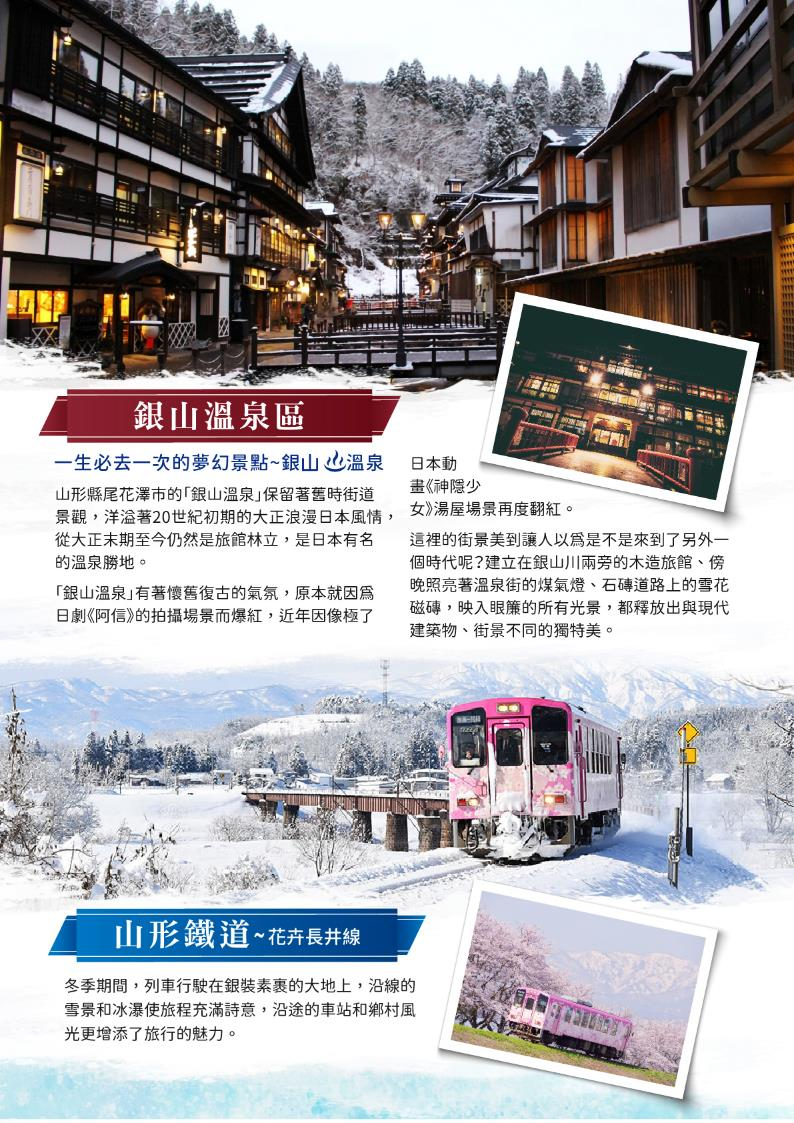 銀山溫泉區
一生必去一次的夢幻景點~銀山♨溫泉
山形縣尾花澤市的「銀山溫泉」保留著舊時街道
景觀，洋溢著20世紀初期的大正浪漫日本風情，
從大正末期至今仍然是旅館林立，是日本有名
的溫泉勝地。
「銀山溫泉」有著懷舊復古的氣氛，原本就因為
日劇《阿信》的拍攝場景而爆紅，近年因像極了
日本動
畫《神隱少
女》湯屋場景再度翻紅。
這裡的街景美到讓人以為是不是來到了另外一
個時代呢？建立在銀山川兩旁的木造旅館、傍
晚照亮著溫泉街的煤氣燈、石磚道路上的雪花
磁磚，映入眼簾的所有光景，都釋放出與現代
建築物、街景不同的獨特美。
山形鐵道~花卉長井線
冬季期間，列車行駛在銀裝素裹的大地上，沿線的
雪景和冰瀑使旅程充滿詩意，沿途的車站和鄉村風
光更增添了旅行的魅力。